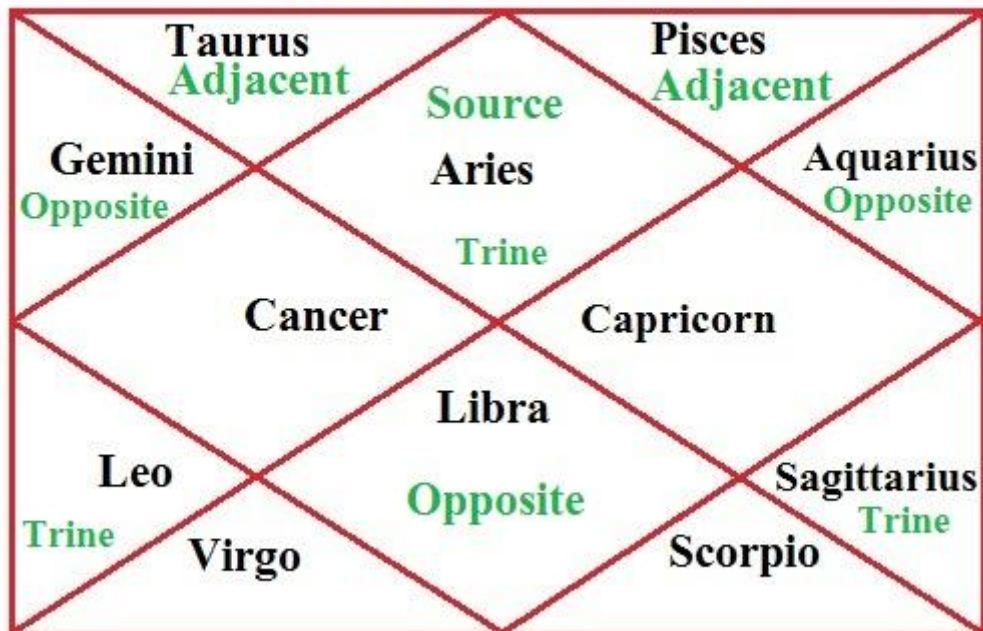 Taurus
Adjacent
Pisces
Adjacent
Source
Aries
Trine
Gemini
Opposite
Aquarius
Opposite
Cancer
Capricorn
Libra
Opposite
Leo
Trine
Sagittarius
Trine
Virgo
Scorpio